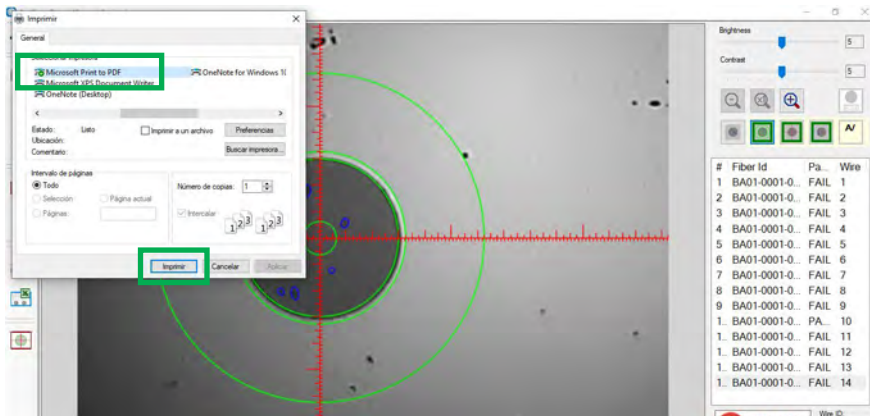 Imprimir
General
Seleccionar impresora
Microsoft Print to PDF
OneNote for Windows 1(
Microsoft XPS Document Writer
OneNote (Desktop)
Estado: Listo
Imprimir a un archivo
Preferencias
Ubicación:
Comentario:
Buscar impresora...
Intervalo de páginas
Todo
Número de copias: 1
Selección
Página actual
Páginas:
Intercalar
1 2 3 1 2 3
Imprimir
Cancelar
Aplicar
Brightness
5
Contrast
5
# Fiber Id Pa... Wire
1 BA01-0001-0... FAIL 1
2 BA01-0001-0... FAIL 2
3 BA01-0001-0... FAIL 3
4 BA01-0001-0... FAIL 4
5 BA01-0001-0... FAIL 5
6 BA01-0001-0... FAIL 6
7 BA01-0001-0... FAIL 7
8 BA01-0001-0... FAIL 8
9 BA01-0001-0... FAIL 9
1.. BA01-0001-0... PA... 10
1.. BA01-0001-0... FAIL 11
1.. BA01-0001-0... FAIL 12
1.. BA01-0001-0... FAIL 13
1.. BA01-0001-0... FAIL 14
Wire ID